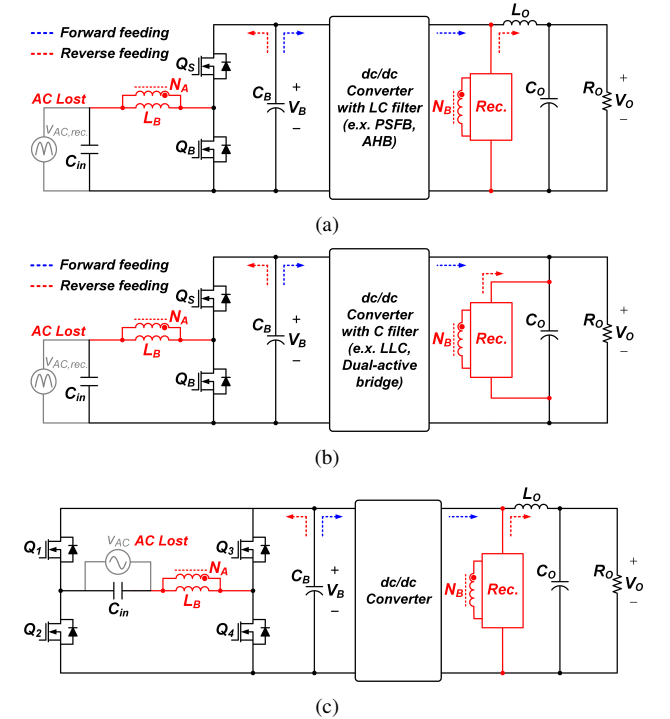 Forward feeding
Reverse feeding
AC Lost
N_A
L_B
V_AC,rec.
C_in
Q_S
Q_B
C_B
+
V_B
−
dc/dc
Converter
with LC filter
(e.x. PSFB,
AHB)
N_B
Rec.
L_O
C_O
R_O
+
V_O
−
(a)
Forward feeding
Reverse feeding
AC Lost
N_A
L_B
V_AC,rec.
C_in
Q_S
Q_B
C_B
+
V_B
−
dc/dc
Converter
with C filter
(e.x. LLC,
Dual-active
bridge)
N_B
Rec.
C_O
R_O
+
V_O
−
(b)
Q_1
Q_2
V_AC
AC Lost
C_in
N_A
L_B
Q_3
Q_4
C_B
+
V_B
−
dc/dc
Converter
N_B
Rec.
L_O
C_O
R_O
+
V_O
−
(c)